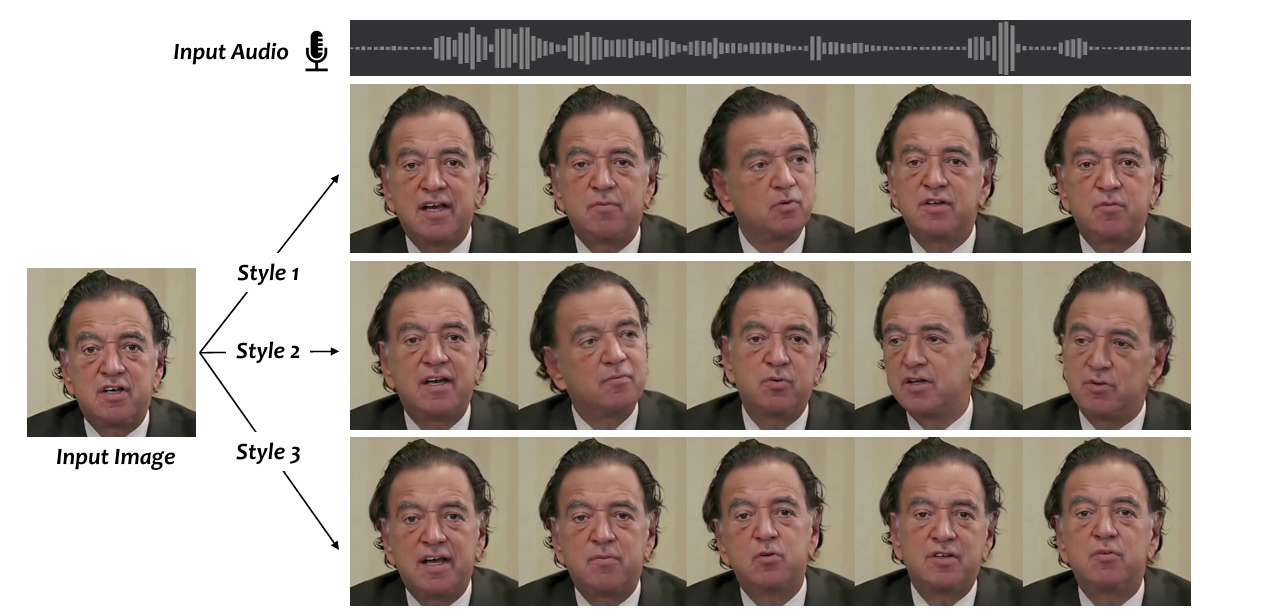 Input Audio
Style 1
Style 2
Style 3
Input Image